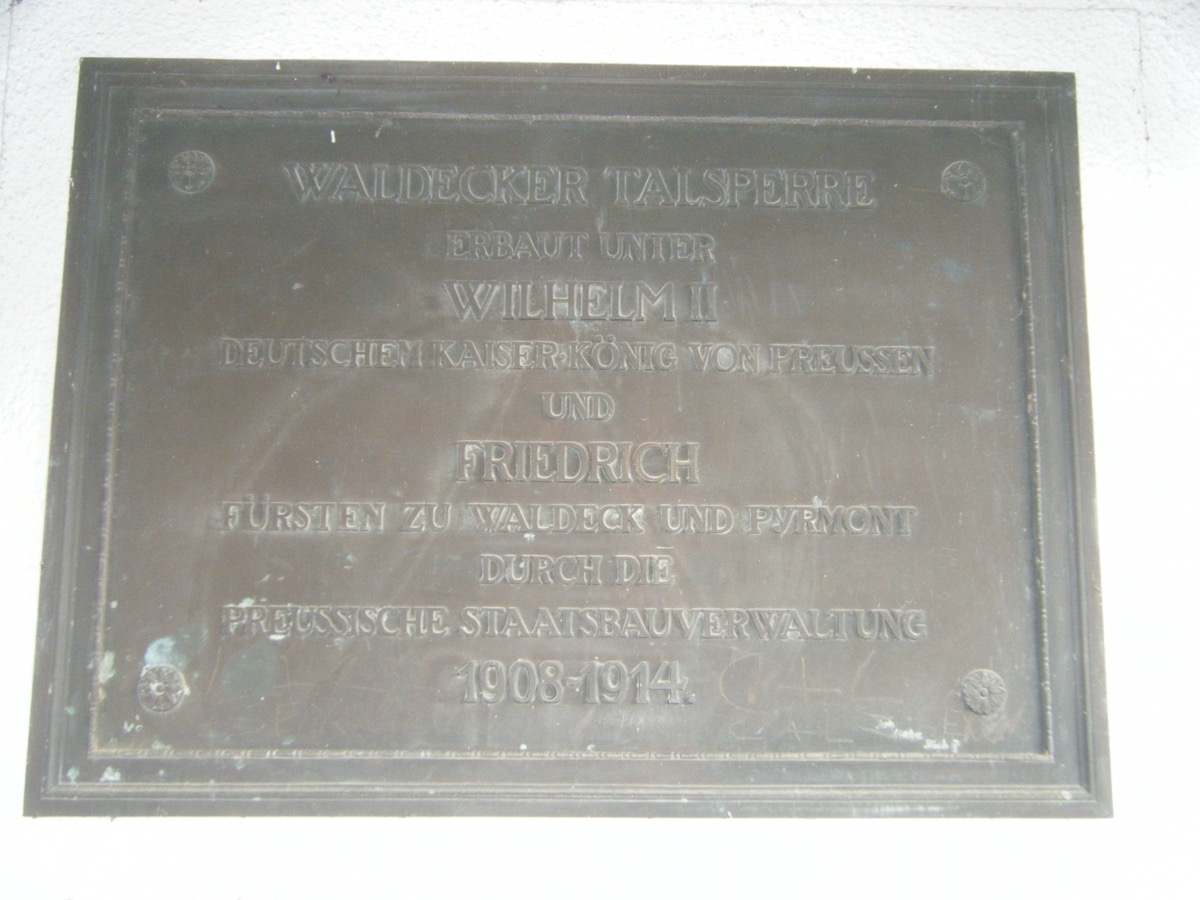 WALDECKER TALSPERRE
ERBAUT UNTER
WILHELM II
DEUTSCHEM KAISER·KÖNIG VON PREUSSEN
UND
FRIEDRICH
FÜRSTEN ZU WALDECK UND PYRMONT
DURCH DIE
PREUSSISCHE STAATSBAUVERWALTUNG
1908-1914.